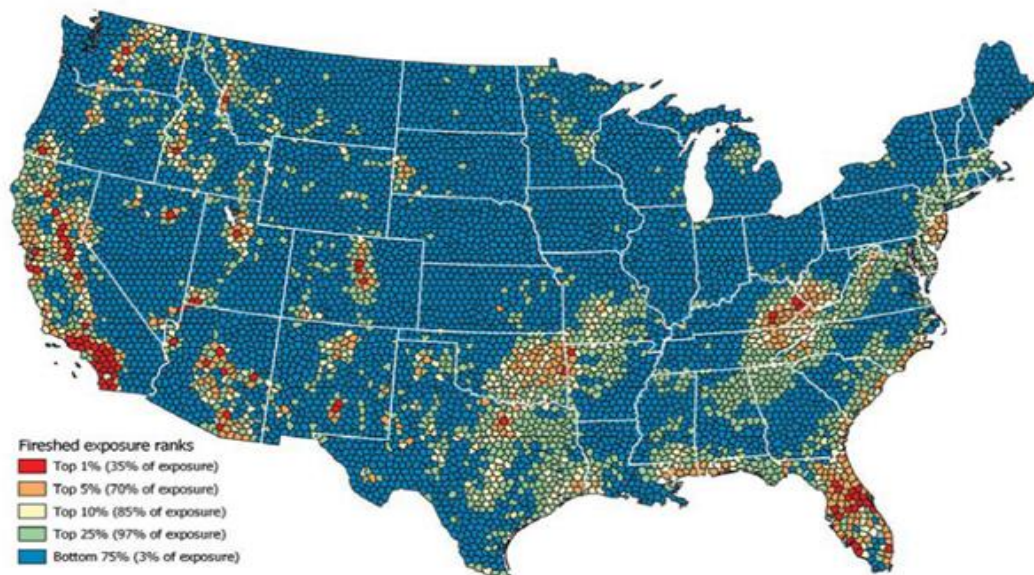 Fireshed exposure ranks
Top 1% (35% of exposure)
Top 5% (70% of exposure)
Top 10% (85% of exposure)
Top 25% (97% of exposure)
Bottom 75% (3% of exposure)